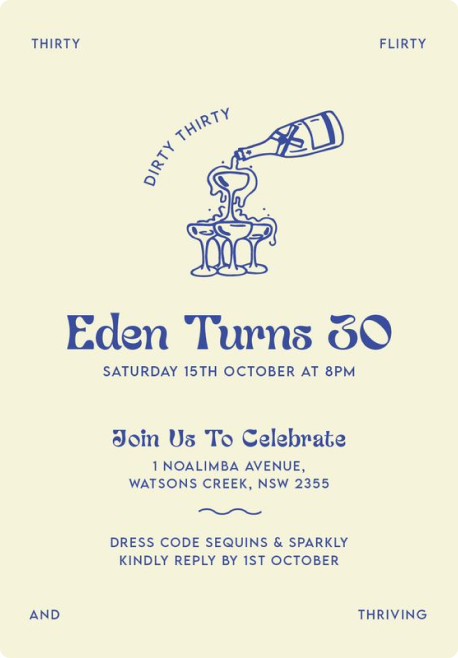 THIRTY
FLIRTY
DIRTY THIRTY
Eden Turns 30
SATURDAY 15TH OCTOBER AT 8PM
Join Us To Celebrate
1 NOALIMBA AVENUE,
WATSONS CREEK, NSW 2355
DRESS CODE SEQUINS & SPARKLY
KINDLY REPLY BY 1ST OCTOBER
AND
THRIVING